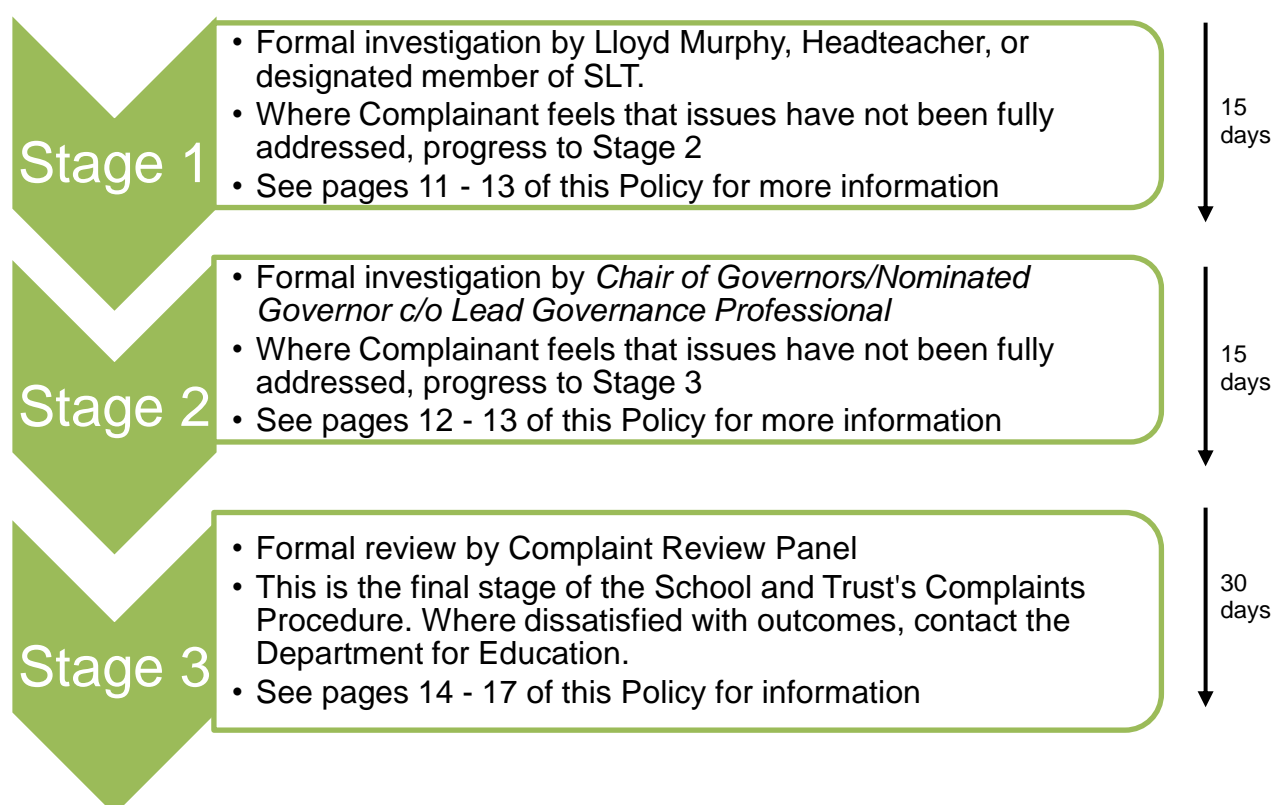 Stage 1
• Formal investigation by Lloyd Murphy, Headteacher, or
designated member of SLT.
• Where Complainant feels that issues have not been fully
addressed, progress to Stage 2
• See pages 11 - 13 of this Policy for more information
15
days
Stage 2
• Formal investigation by Chair of Governors/Nominated
Governor c/o Lead Governance Professional
• Where Complainant feels that issues have not been fully
addressed, progress to Stage 3
• See pages 12 - 13 of this Policy for more information
15
days
Stage 3
• Formal review by Complaint Review Panel
• This is the final stage of the School and Trust's Complaints
Procedure. Where dissatisfied with outcomes, contact the
Department for Education.
• See pages 14 - 17 of this Policy for information
30
days